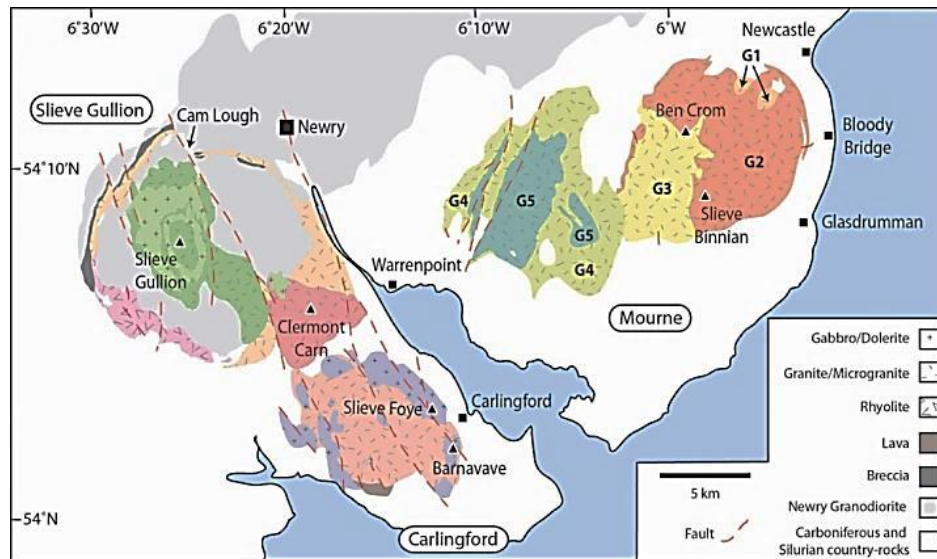 6°30'W
6°20'W
6°10'W
6°W
Newcastle
G1
Slieve Gullion
Cam Lough
Newry
Ben Crom
Bloody
Bridge
54°10'N
G2
G3
G4
G5
Slieve
Binnian
Glasdrumman
G5
Slieve
Gullion
G4
Warrenpoint
Clermont
Carn
Mourne
Gabbro/Dolerite
Granite/Microgranite
Slieve Foye
Carlingford
Rhyolite
Lava
Barnavave
Breccia
5 km
Newry Granodiorite
54°N
Fault
Carboniferous and
Silurian country-rocks
Carlingford